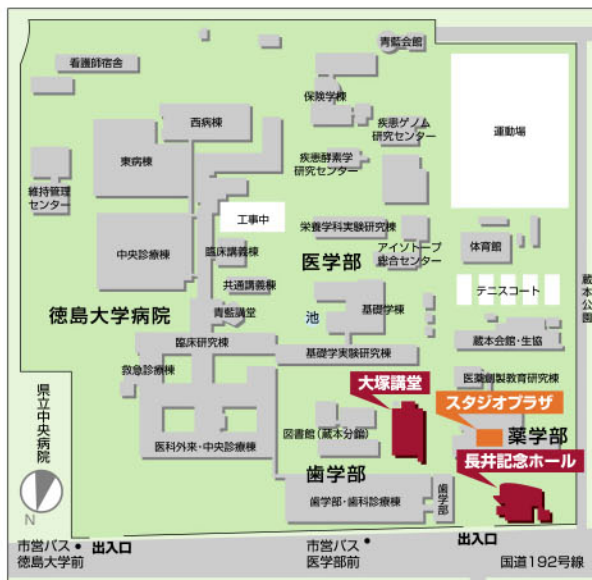 青藍会館
看護師宿舎
保険学棟
西病棟
疾患ゲノム
研究センター
運動場
東病棟
疾患酵素学
研究センター
維持管理
センター
工事中
栄養学科実験研究棟
中央診療棟
臨床講義棟
医学部
アイソトープ
総合センター
体育館
蔵本公園
共通講義棟
テニスコート
徳島大学病院
青藍講堂
池
基礎学棟
臨床研究棟
基礎学実験研究棟
蔵本会館・生協
救急診療棟
大塚講堂
医薬創製教育研究棟
県立中央病院
スタジオプラザ
医科外来・中央診療棟
図書館(蔵本分館)
薬学部
歯学部
長井記念ホール
歯学部・歯科診療棟
歯学部
N
市営バス
徳島大学前
出入口
市営バス
医学部前
出入口
国道192号線